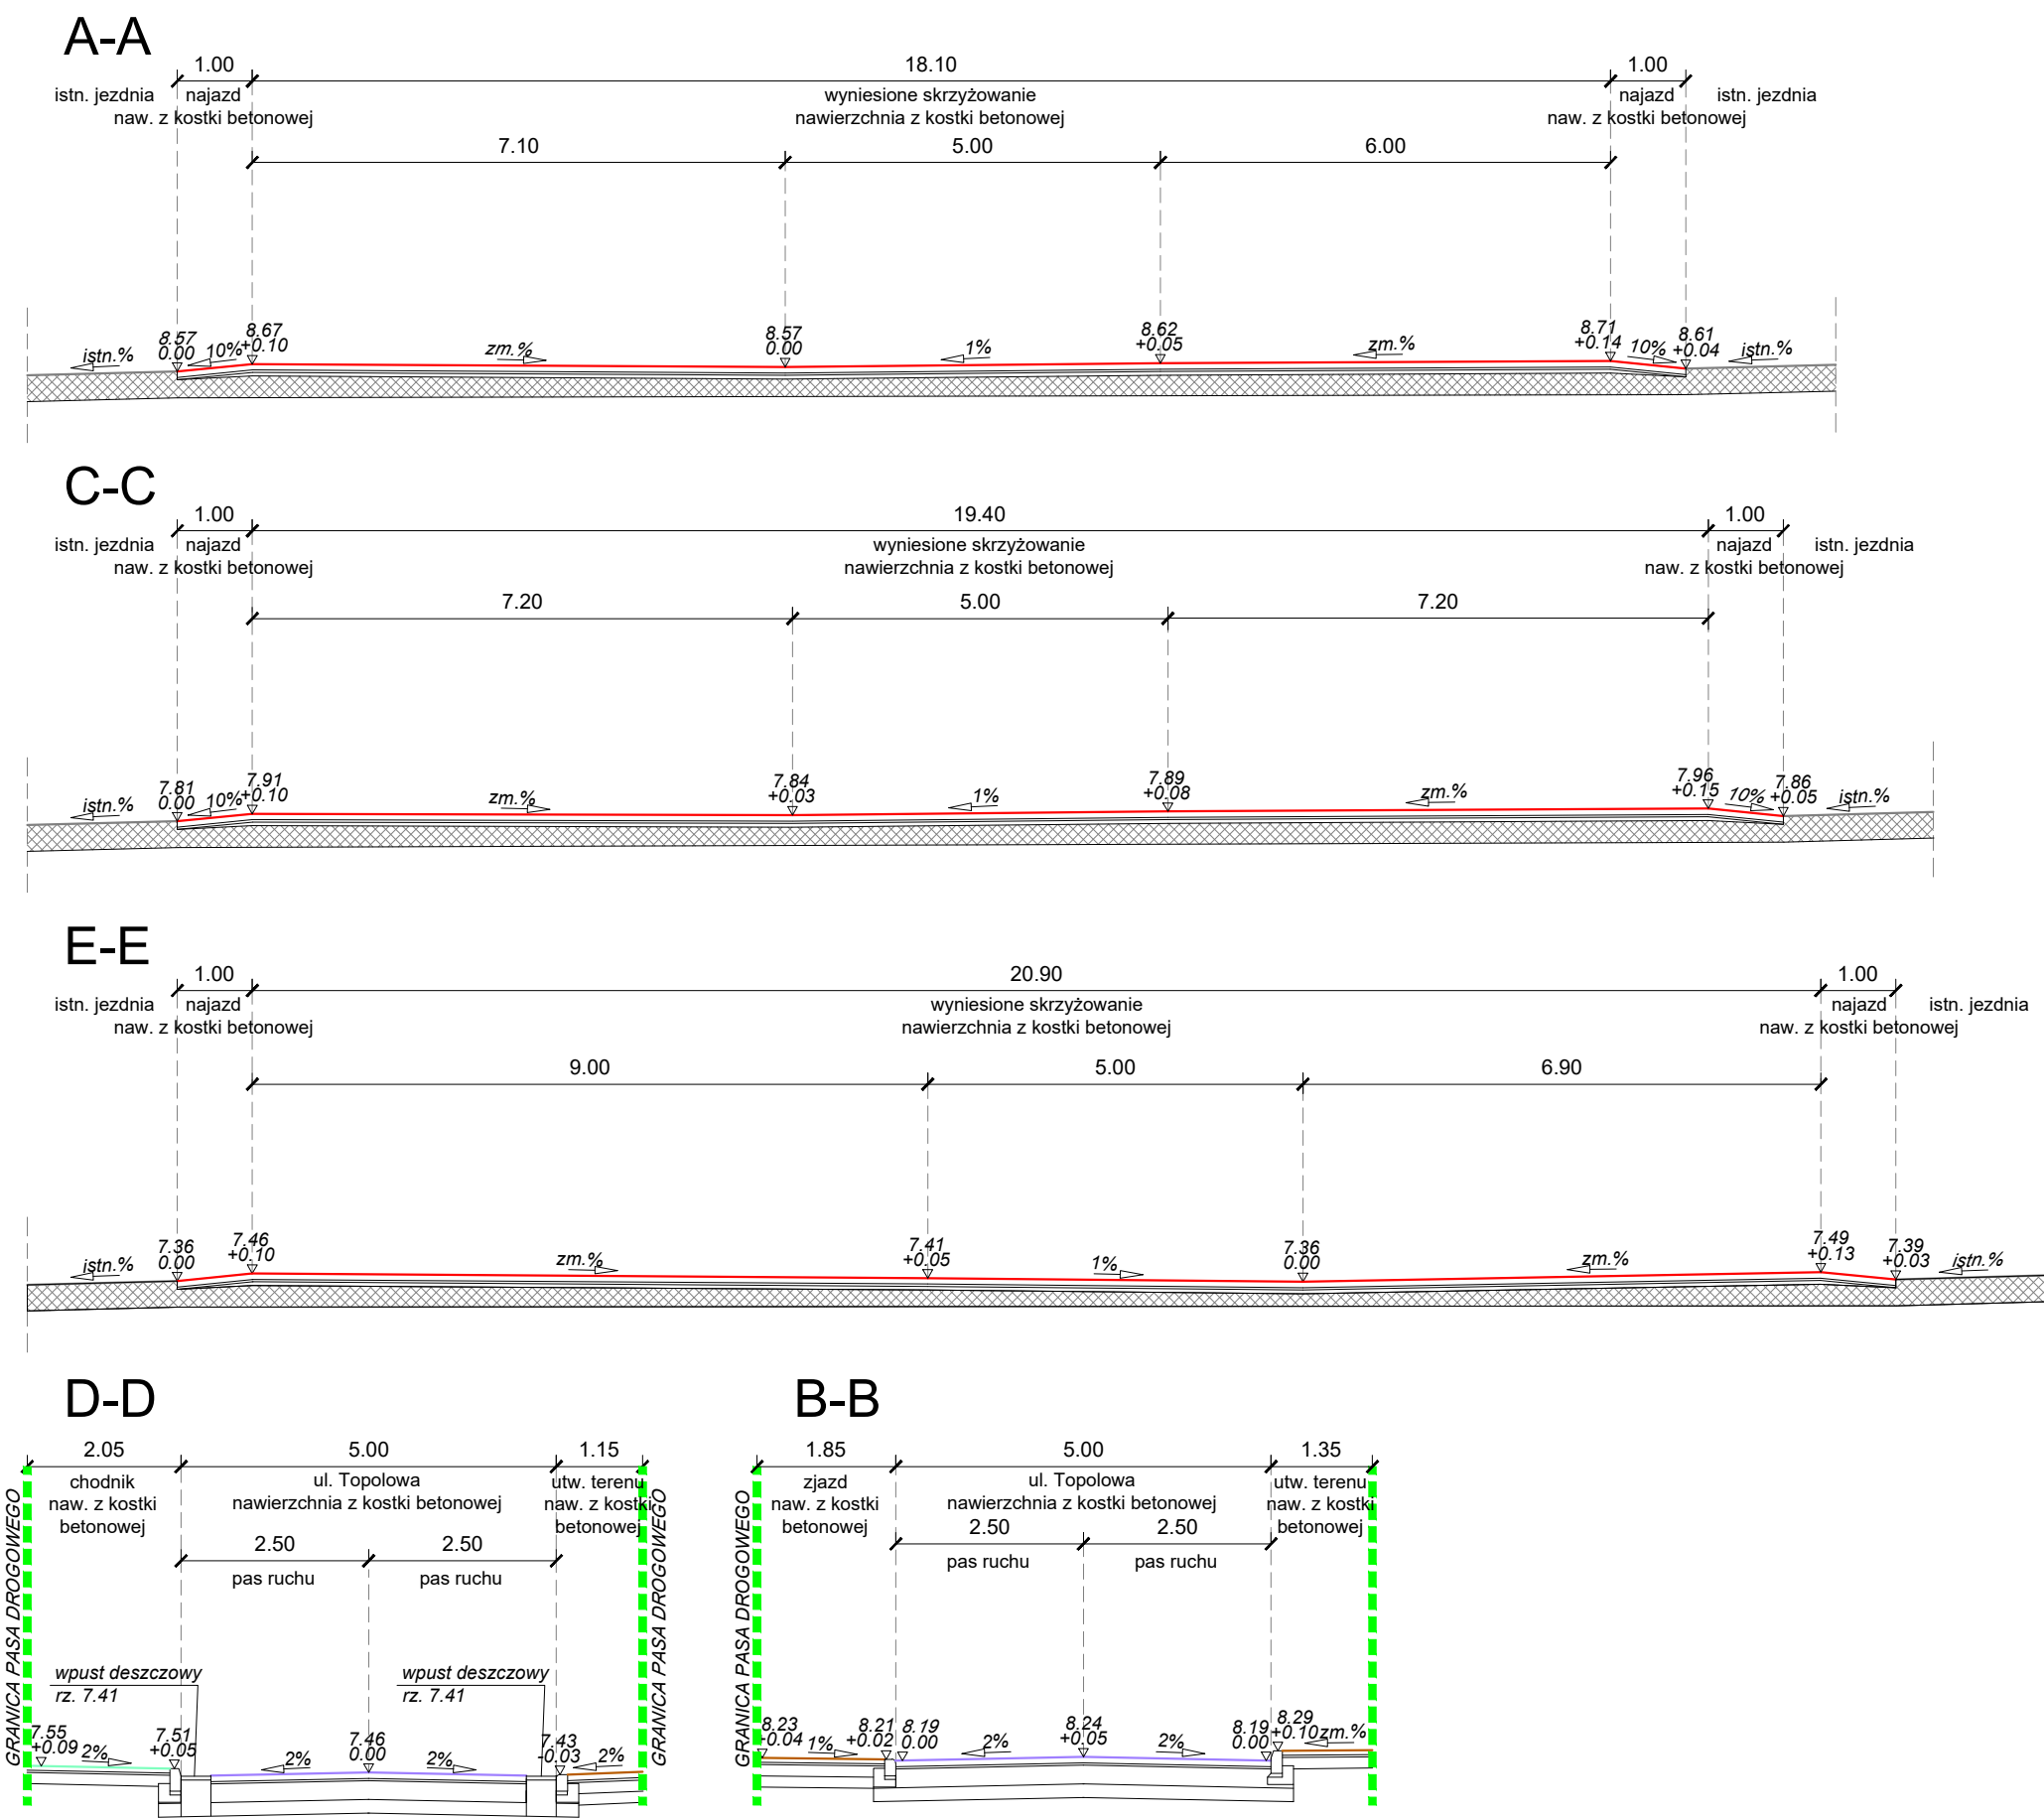 A-A
1.00 18.10 1.00
istn. jezdnia najazd wyniesione skrzyżowanie najazd istn. jezdnia
naw. z kostki betonowej nawierzchnia z kostki betonowej naw. z kostki betonowej
7.10 5.00 6.00
8.57 8.67 8.57 8.62 8.71 8.61
0.00 +0.10 0.00 +0.05 +0.14 +0.04
istn.% 10% zm.% 1% zm.% 10% istn.%
C-C
1.00 19.40 1.00
istn. jezdnia najazd wyniesione skrzyżowanie najazd istn. jezdnia
naw. z kostki betonowej nawierzchnia z kostki betonowej naw. z kostki betonowej
7.20 5.00 7.20
7.81 7.91 7.84 7.89 7.96 7.86
0.00 +0.10 +0.03 +0.08 +0.15 +0.05
istn.% 10% zm.% 1% zm.% 10% istn.%
E-E
1.00 20.90 1.00
istn. jezdnia najazd wyniesione skrzyżowanie najazd istn. jezdnia
naw. z kostki betonowej nawierzchnia z kostki betonowej naw. z kostki betonowej
9.00 5.00 6.90
7.36 7.46 7.41 7.36 7.49 7.39
0.00 +0.10 +0.05 0.00 +0.13 +0.03
istn.% zm.% 1% zm.% istn.%
D-D
2.05 5.00 1.15
chodnik
naw. z kostki
betonowej
ul. Topolowa
nawierzchnia z kostki betonowej
utw. terenu
naw. z kostki
betonowej
2.50 2.50
pas ruchu pas ruchu
GRANICA PASA DROGOWEGO
GRANICA PASA DROGOWEGO
wpust deszczowy
rz. 7.41
wpust deszczowy
rz. 7.41
7.55 7.51 7.46 7.43
+0.09 +0.05 0.00 -0.03
2% 2% 2% 2%
B-B
1.85 5.00 1.35
zjazd
naw. z kostki
betonowej
ul. Topolowa
nawierzchnia z kostki betonowej
utw. terenu
naw. z kostki
betonowej
2.50 2.50
pas ruchu pas ruchu
GRANICA PASA DROGOWEGO
8.23 8.21 8.19 8.24 8.19 8.29
+0.02 0.00 +0.05 0.00 +0.10
1% 2% 2% zm.%